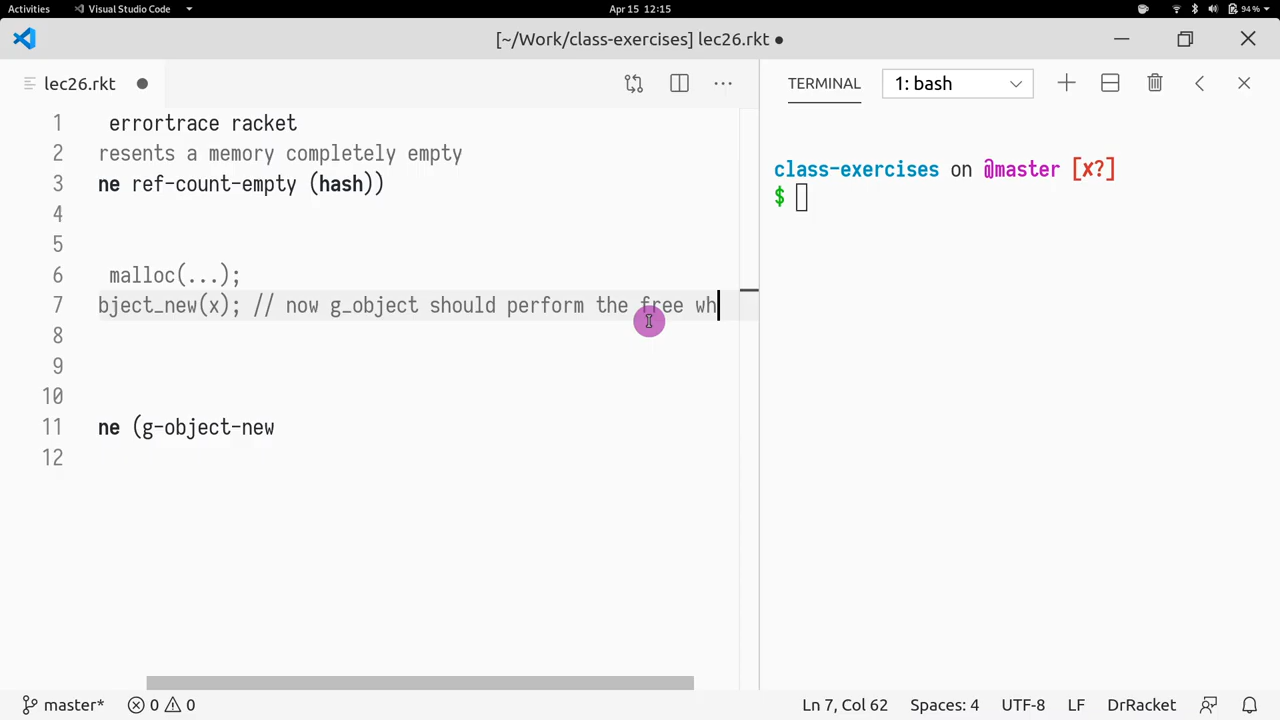 Activities Visual Studio Code Apr 15 12:15 94 %
[~/Work/class-exercises] lec26.rkt ●
lec26.rkt ●
TERMINAL 1: bash
1 errortrace racket
2 resents a memory completely empty
3 ne ref-count-empty (hash))
4
5
6 malloc(...);
7 bject_new(x); // now g_object should perform the free wh
8
9
10
11 ne (g-object-new
12
class-exercises on @master [x?]
$
master* 0 0 Ln 7, Col 62 Spaces: 4 UTF-8 LF DrRacket